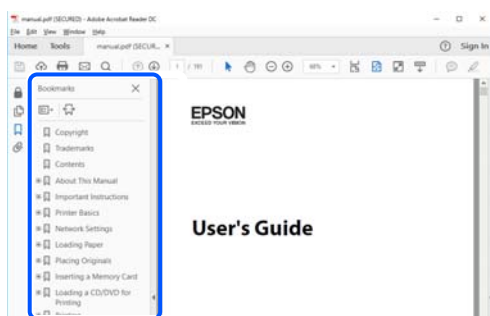 manual.pdf (SECURED) - Adobe Acrobat Reader DC
File Edit View Window Help
Home Tools manual.pdf (SECUR... × Sign In
/ 191
Bookmarks
Copyright
Trademarks
Contents
About This Manual
Important Instructions
Printer Basics
Network Settings
Loading Paper
Placing Originals
Inserting a Memory Card
Loading a CD/DVD for
Printing
Printing
EPSON
EXCEED YOUR VISION
User's Guide